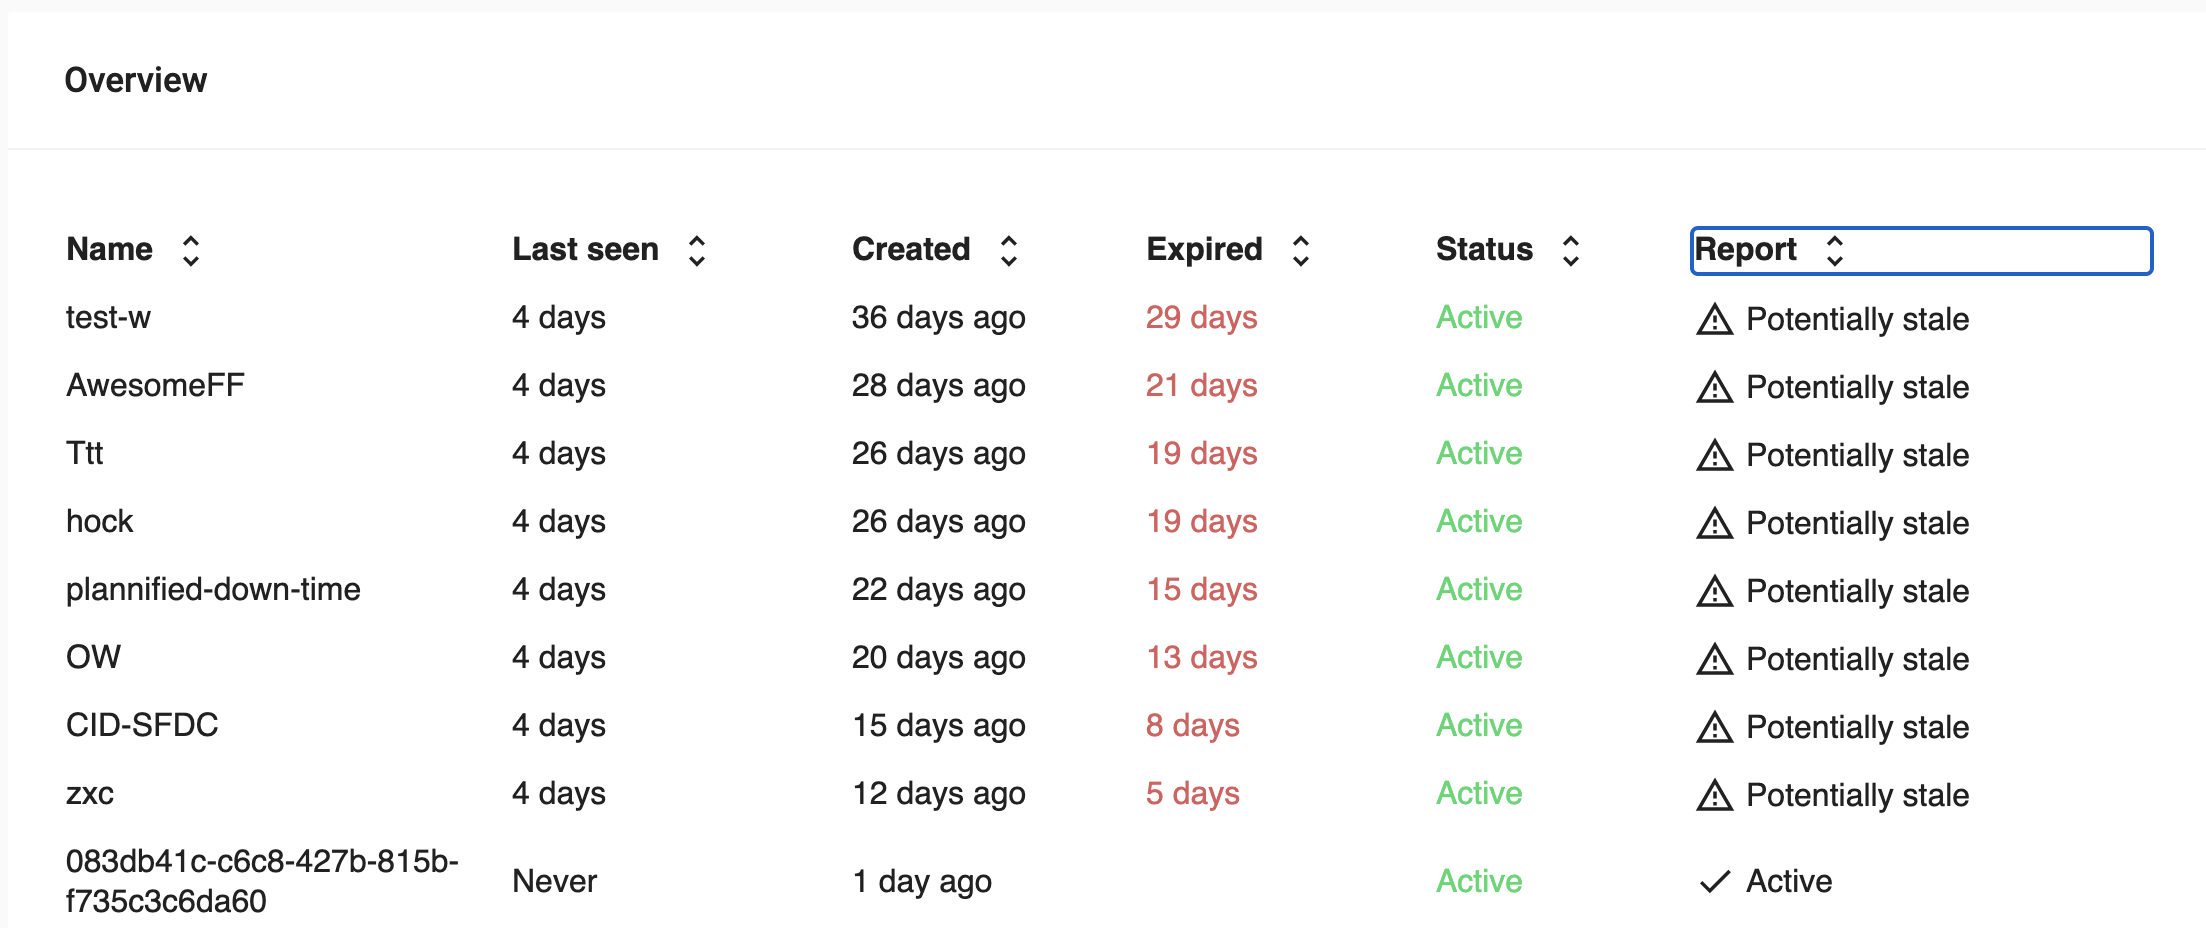 Overview
Name Last seen Created Expired Status Report
test-w 4 days 36 days ago 29 days Active Potentially stale
AwesomeFF 4 days 28 days ago 21 days Active Potentially stale
Ttt 4 days 26 days ago 19 days Active Potentially stale
hock 4 days 26 days ago 19 days Active Potentially stale
plannified-down-time 4 days 22 days ago 15 days Active Potentially stale
OW 4 days 20 days ago 13 days Active Potentially stale
CID-SFDC 4 days 15 days ago 8 days Active Potentially stale
zxc 4 days 12 days ago 5 days Active Potentially stale
083db41c-c6c8-427b-815b-
f735c3c6da60 Never 1 day ago Active Active